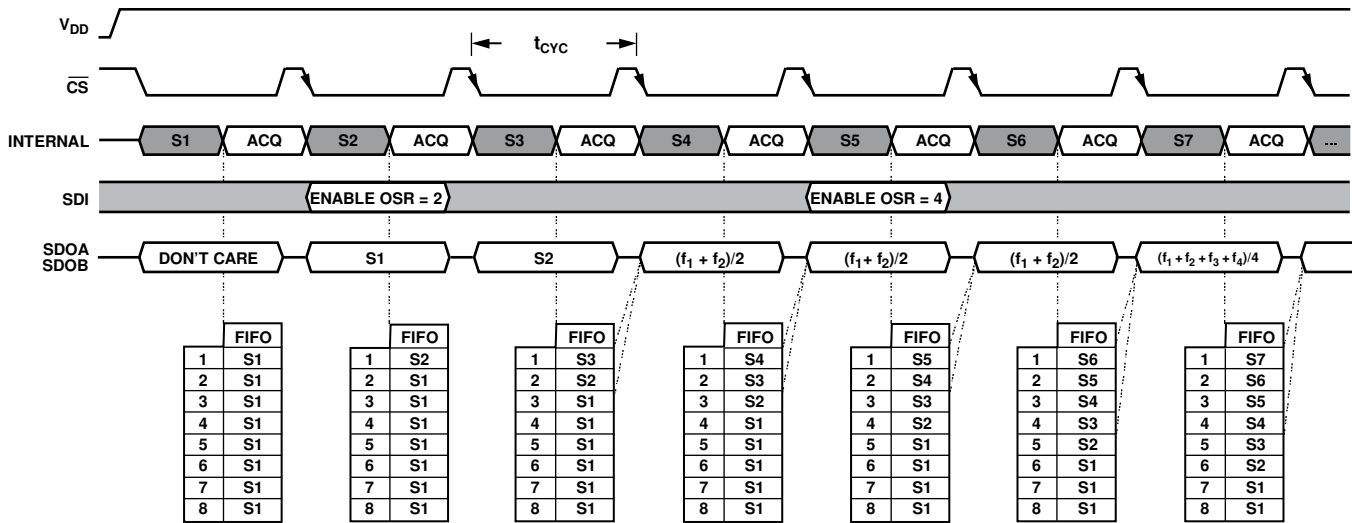 VDD
tCYC
CS
INTERNAL S1 ACQ S2 ACQ S3 ACQ S4 ACQ S5 ACQ S6 ACQ S7 ACQ ...
SDI ENABLE OSR = 2 ENABLE OSR = 4
SDOA
SDOB DON'T CARE S1 S2 (f1 + f2)/2 (f1+ f2)/2 (f1 + f2)/2 (f1 + f2 + f3 + f4)/4
FIFO FIFO FIFO FIFO FIFO FIFO FIFO
1 S1 1 S2 1 S3 1 S4 1 S5 1 S6 1 S7
2 S1 2 S1 2 S2 2 S3 2 S4 2 S5 2 S6
3 S1 3 S1 3 S1 3 S2 3 S3 3 S4 3 S5
4 S1 4 S1 4 S1 4 S1 4 S2 4 S3 4 S4
5 S1 5 S1 5 S1 5 S1 5 S1 5 S2 5 S3
6 S1 6 S1 6 S1 6 S1 6 S1 6 S1 6 S2
7 S1 7 S1 7 S1 7 S1 7 S1 7 S1 7 S1
8 S1 8 S1 8 S1 8 S1 8 S1 8 S1 8 S1